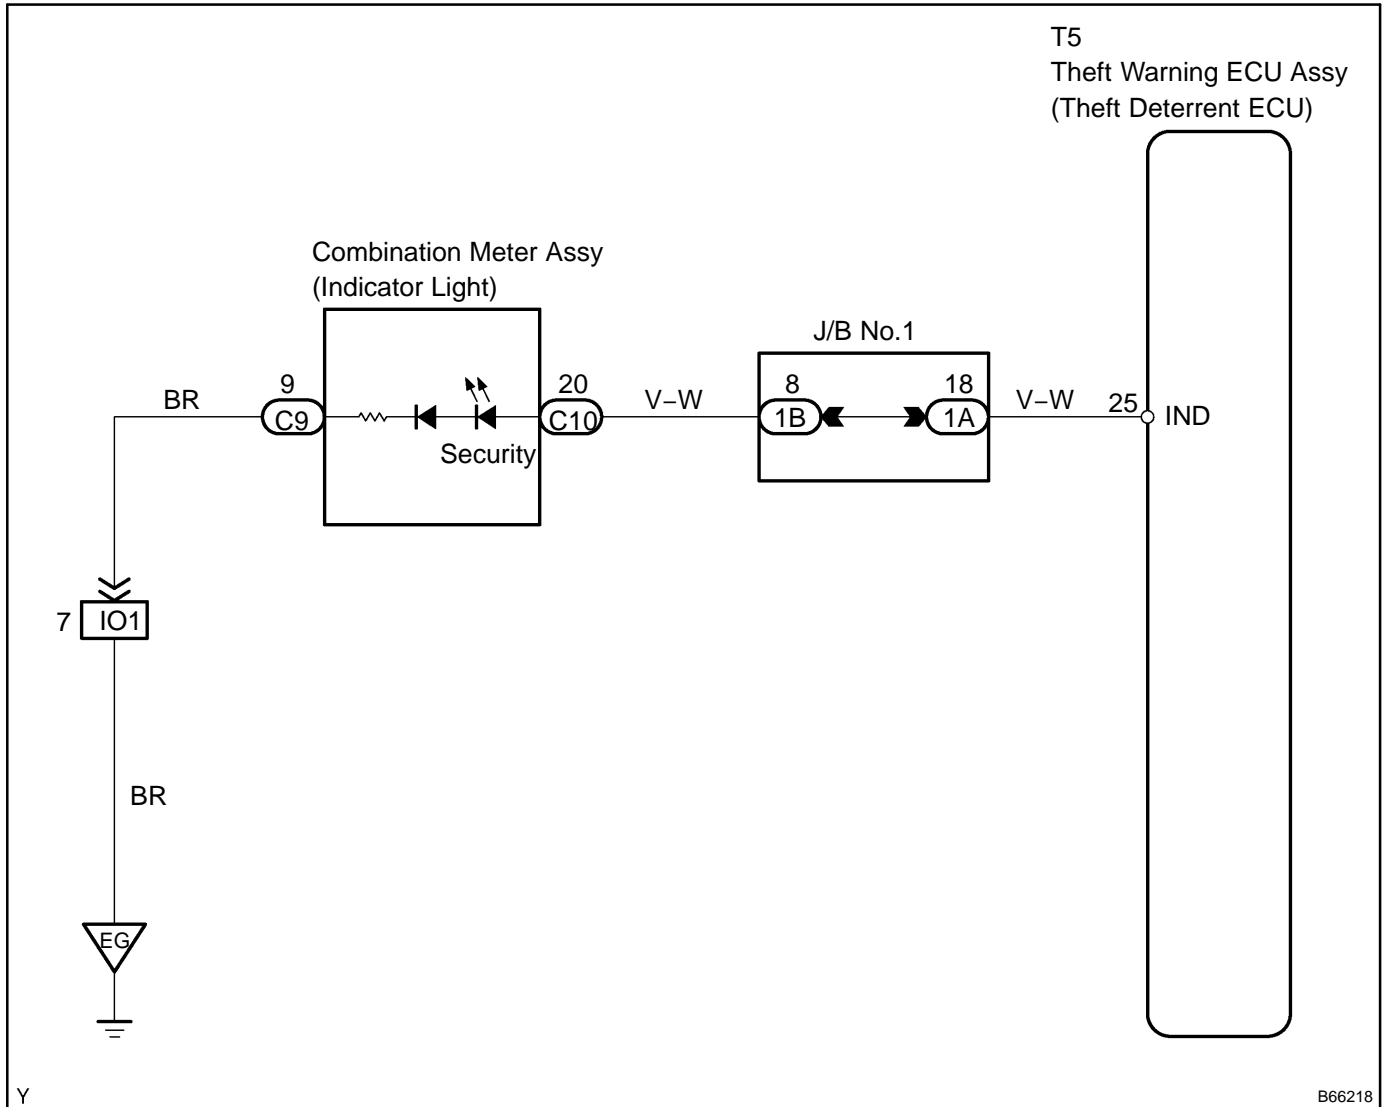 T5
Theft Warning ECU Assy
(Theft Deterrent ECU)
Combination Meter Assy
(Indicator Light)
J/B No.1
BR
9
C9
Security
20
C10
V−W
8
1B
18
1A
V−W
25
IND
7
IO1
BR
EG
Y
B66218